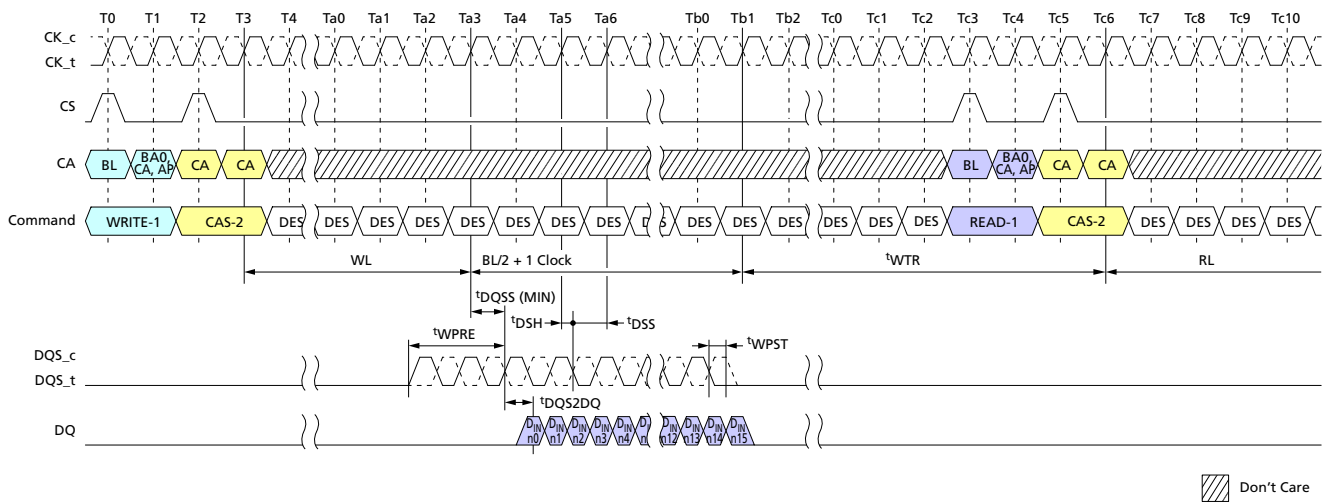 T0 T1 T2 T3 T4 Ta0 Ta1 Ta2 Ta3 Ta4 Ta5 Ta6 Tb0 Tb1 Tb2 Tc0 Tc1 Tc2 Tc3 Tc4 Tc5 Tc6 Tc7 Tc8 Tc9 Tc10
CK_c
CK_t
CS
CA BL BA0, CA, AP CA CA BL BA0, CA, AP CA CA
Command WRITE-1 CAS-2 DES DES DES DES DES DES DES DES DES DES DES DES DES DES DES READ-1 CAS-2 DES DES DES DES
WL BL/2 + 1 Clock tWTR RL
tDQSS (MIN)
tDSH tDSS
tWPRE tWPST
DQS_c
DQS_t
tDQS2DQ
DQ DIN n0 DIN n1 DIN n2 DIN n3 DIN n4 DIN n12 DIN n13 DIN n14 DIN n15
Don't Care